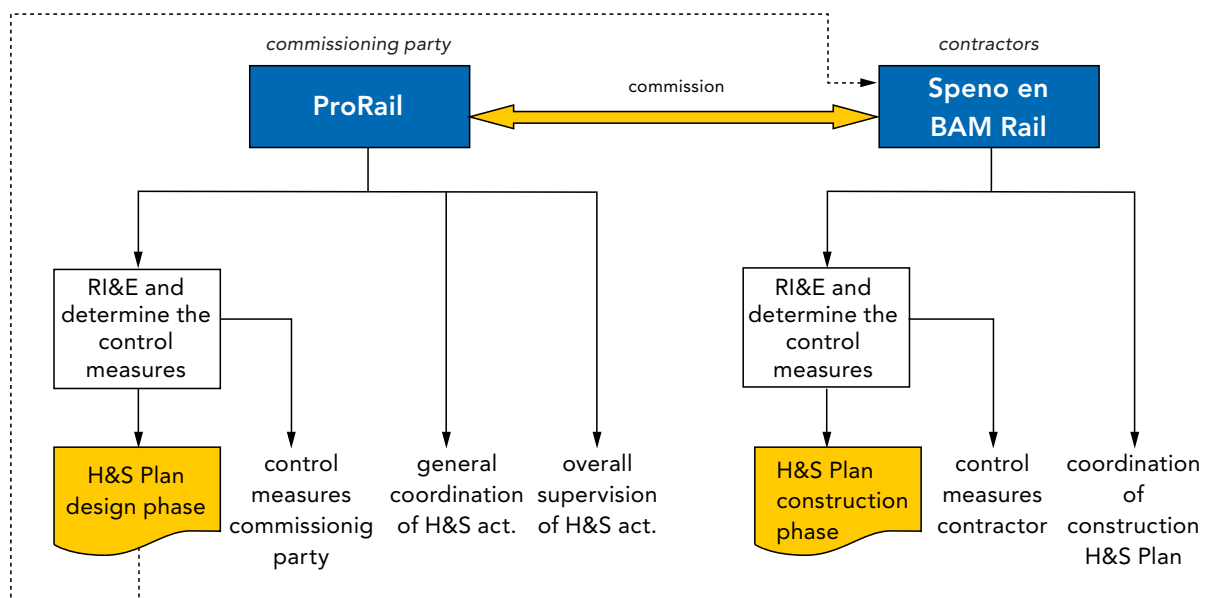 commissioning party
contractors
ProRail
commission
Speno en
BAM Rail
RI&E and
determine the
control
measures
RI&E and
determine the
control
measures
H&S Plan
design phase
control
measures
commissionig
party
general
coordination
of H&S act.
overall
supervision
of H&S act.
H&S Plan
construction
phase
control
measures
contractor
coordination
of
construction
H&S Plan